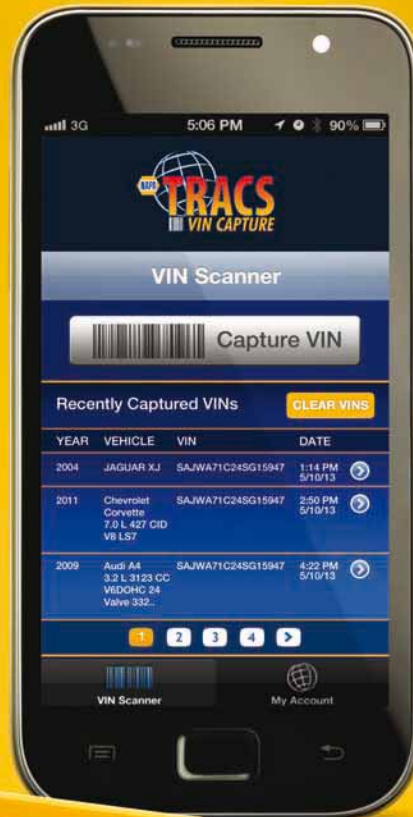 3G 5:06 PM 90%
NAPA
TRACS
VIN CAPTURE
VIN Scanner
Capture VIN
Recently Captured VINs CLEAR VINS
YEAR VEHICLE VIN DATE
2004 JAGUAR XJ SAJWA71C24SG15947 1:14 PM
5/10/13
2011 Chevrolet SAJWA71C24SG15947 2:50 PM
Corvette 5/10/13
7.0 L 427 CID
V8 LS7
2009 Audi A4 SAJWA71C24SG15947 4:22 PM
3.2 L 3123 CC 5/10/13
V6DOHC 24
Valve 332..
1 2 3 4 >
VIN Scanner My Account